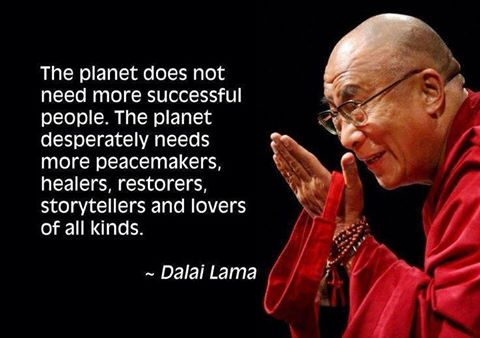 The planet does not
need more successful
people. The planet
desperately needs
more peacemakers,
healers, restorers,
storytellers and lovers
of all kinds.
~ Dalai Lama